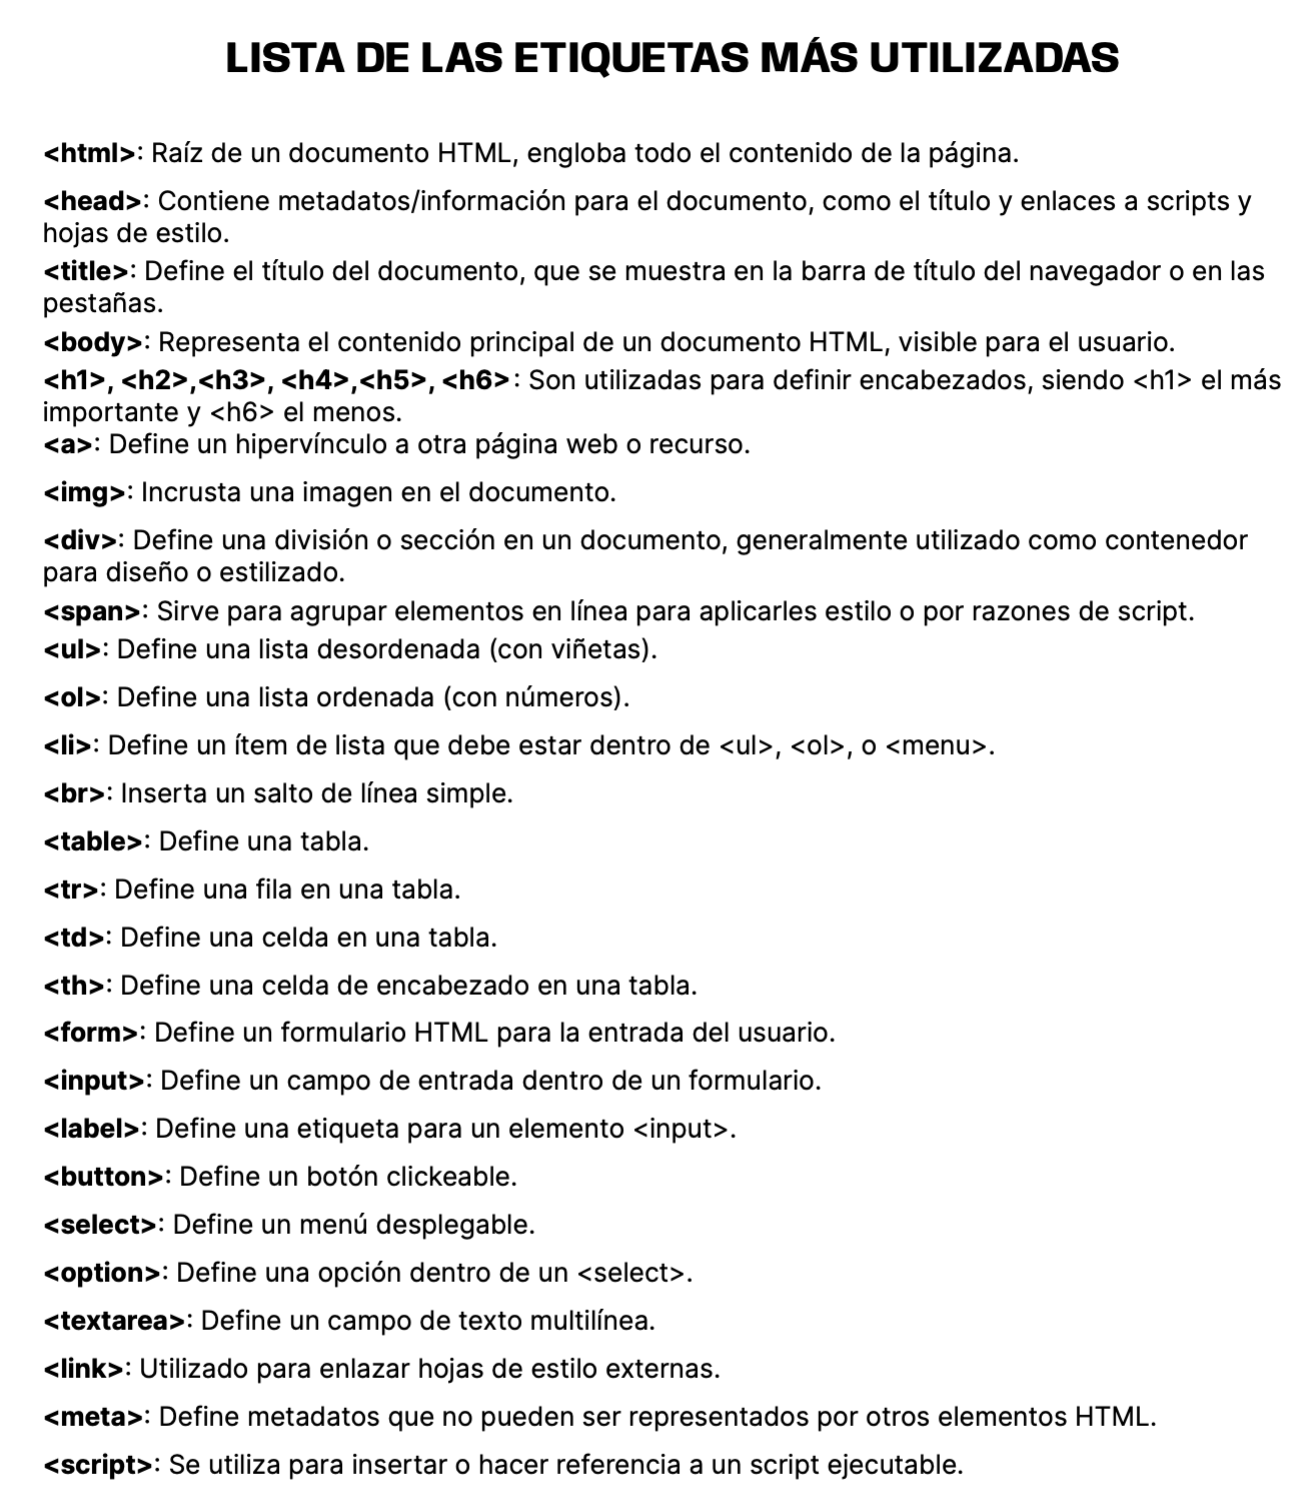 LISTA DE LAS ETIQUETAS MÁS UTILIZADAS
<html>: Raíz de un documento HTML, engloba todo el contenido de la página.
<head>: Contiene metadatos/información para el documento, como el título y enlaces a scripts y
hojas de estilo.
<title>: Define el título del documento, que se muestra en la barra de título del navegador o en las
pestañas.
<body>: Representa el contenido principal de un documento HTML, visible para el usuario.
<h1>, <h2>,<h3>, <h4>,<h5>, <h6>: Son utilizadas para definir encabezados, siendo <h1> el más
importante y <h6> el menos.
<a>: Define un hipervínculo a otra página web o recurso.
<img>: Incrusta una imagen en el documento.
<div>: Define una división o sección en un documento, generalmente utilizado como contenedor
para diseño o estilizado.
<span>: Sirve para agrupar elementos en línea para aplicarles estilo o por razones de script.
<ul>: Define una lista desordenada (con viñetas).
<ol>: Define una lista ordenada (con números).
<li>: Define un ítem de lista que debe estar dentro de <ul>, <ol>, o <menu>.
<br>: Inserta un salto de línea simple.
<table>: Define una tabla.
<tr>: Define una fila en una tabla.
<td>: Define una celda en una tabla.
<th>: Define una celda de encabezado en una tabla.
<form>: Define un formulario HTML para la entrada del usuario.
<input>: Define un campo de entrada dentro de un formulario.
<label>: Define una etiqueta para un elemento <input>.
<button>: Define un botón clickeable.
<select>: Define un menú desplegable.
<option>: Define una opción dentro de un <select>.
<textarea>: Define un campo de texto multilínea.
<link>: Utilizado para enlazar hojas de estilo externas.
<meta>: Define metadatos que no pueden ser representados por otros elementos HTML.
<script>: Se utiliza para insertar o hacer referencia a un script ejecutable.